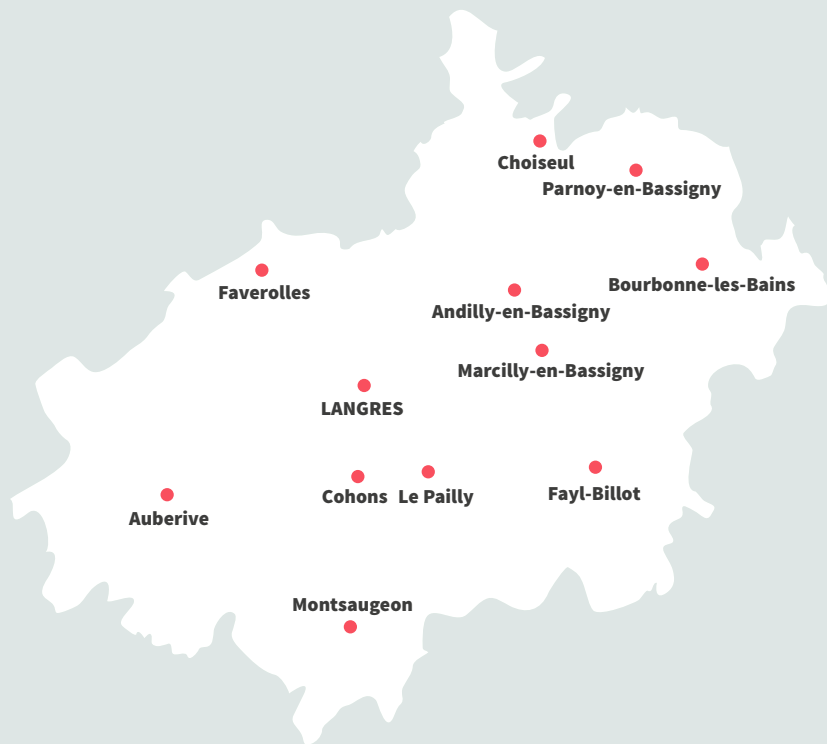 Choiseul
Parnoy-en-Bassigny
Bourbonne-les-Bains
Faverolles
Andilly-en-Bassigny
Marcilly-en-Bassigny
LANGRES
Cohons
Le Pailly
Fayl-Billot
Auberive
Montsaugeon